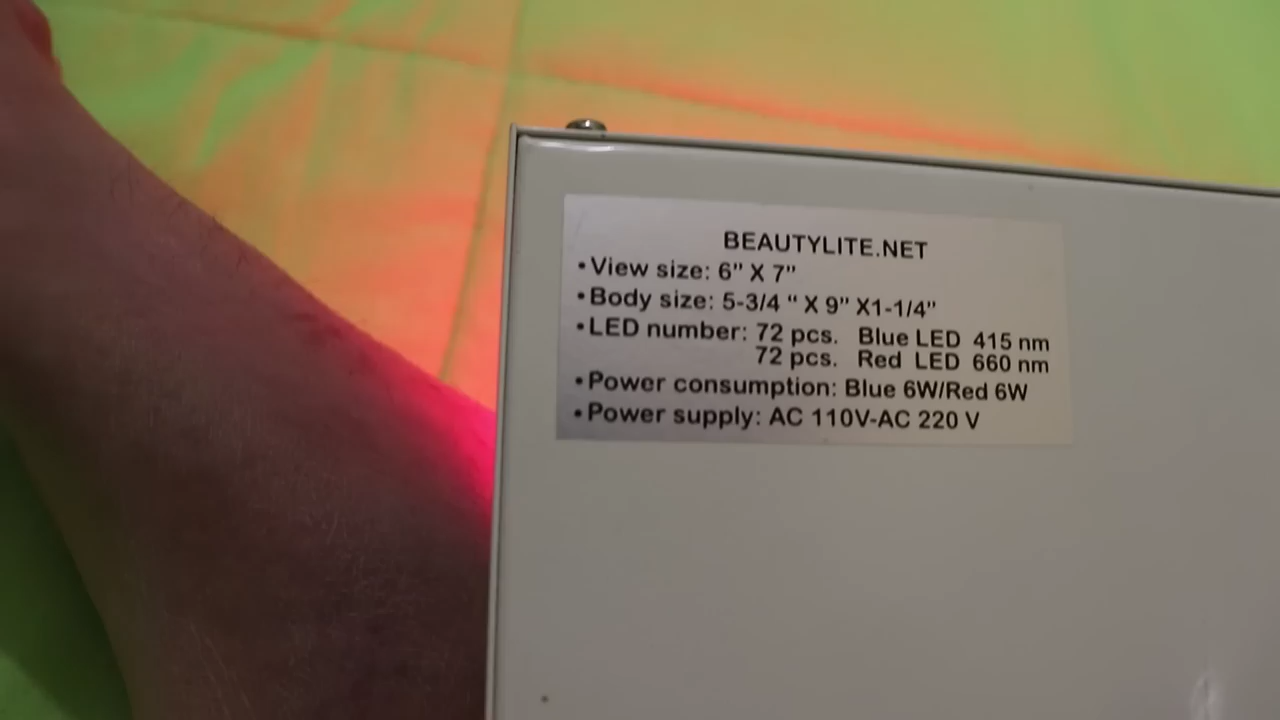 BEAUTYLITE.NET
•View size: 6" X 7"
•Body size: 5-3/4 “ X 9” X1-1/4”
•LED number: 72 pcs. Blue LED 415 nm
72 pcs. Red LED 660 nm
•Power consumption: Blue 6W/Red 6W
•Power supply: AC 110V-AC 220 V